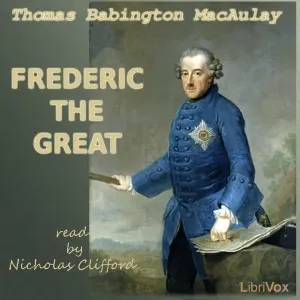 Thomas Babington MacAulay
FREDERIC
THE
GREAT
read
by
Nicholas Clifford
LibriVox